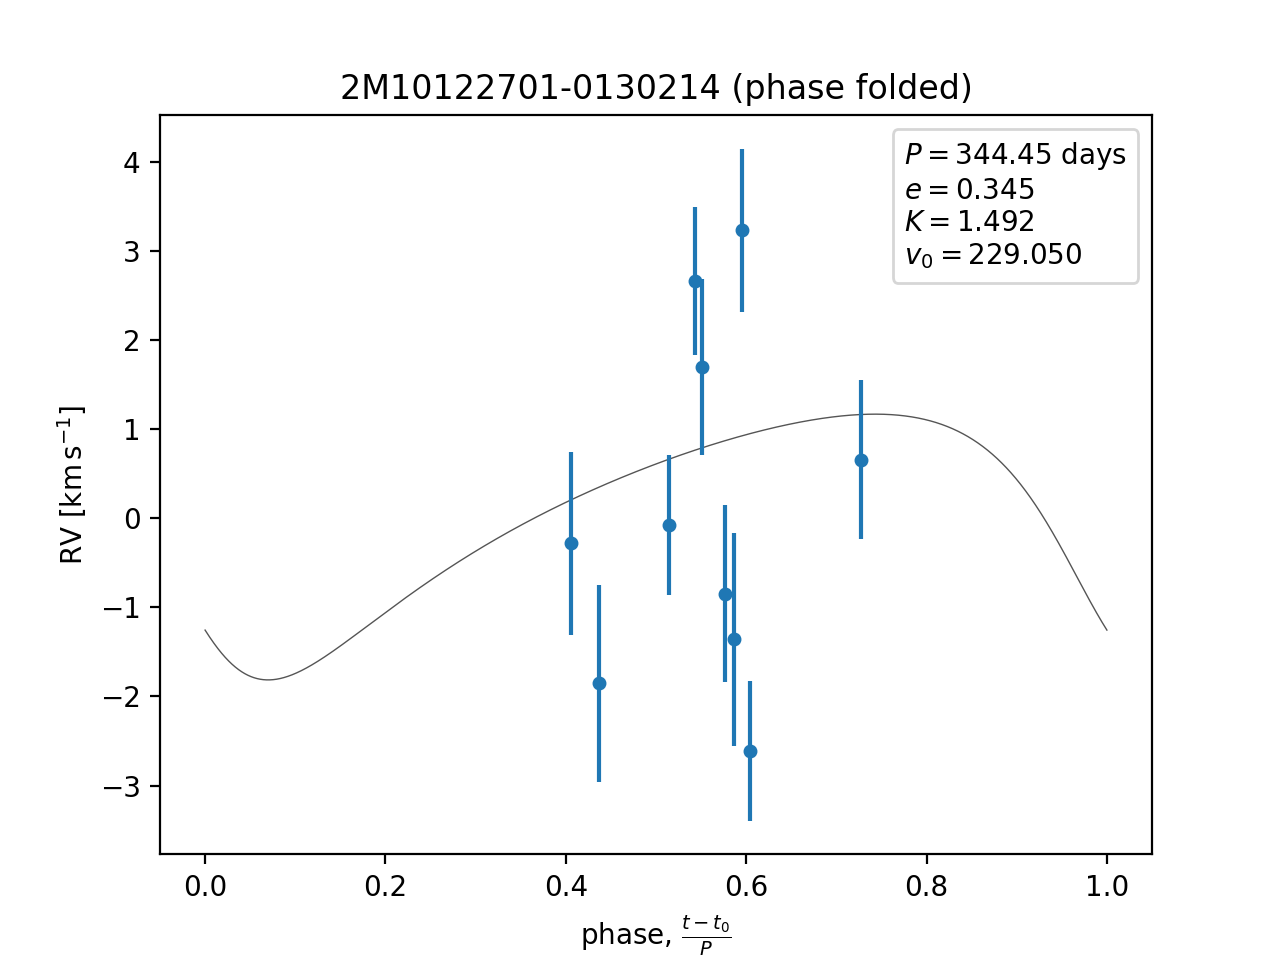 2M10122701-0130214 (phase folded)
P = 344.45 days
e = 0.345
K = 1.492
v₀ = 229.050
RV [km s⁻¹]
4
3
2
1
0
−1
−2
−3
0.0 0.2 0.4 0.6 0.8 1.0
phase, (t − t₀)/P